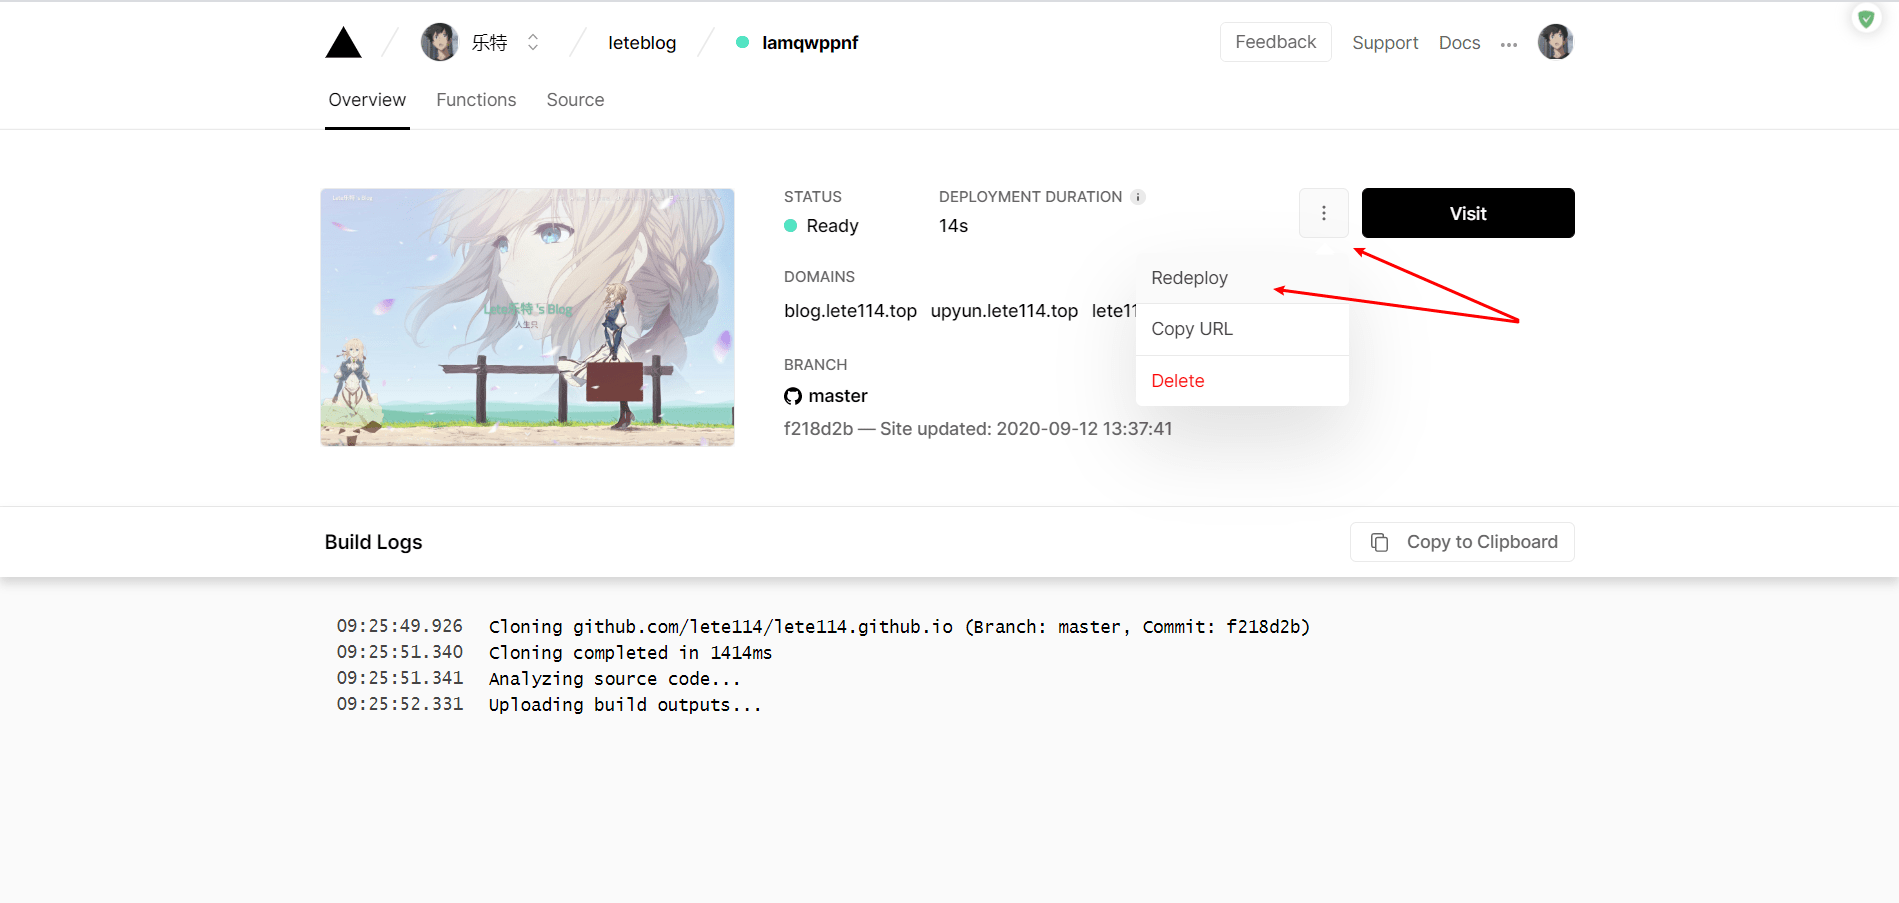 乐特 leteblog lamqwppnf Feedback Support Docs
Overview Functions Source
STATUS DEPLOYMENT DURATION
Ready 14s
Visit
DOMAINS
blog.lete114.top upyun.lete114.top lete11
Redeploy
Copy URL
Delete
BRANCH
master
f218d2b — Site updated: 2020-09-12 13:37:41
Lete乐特 's Blog
人生只
Build Logs Copy to Clipboard
09:25:49.926 Cloning github.com/lete114/lete114.github.io (Branch: master, Commit: f218d2b)
09:25:51.340 Cloning completed in 1414ms
09:25:51.341 Analyzing source code...
09:25:52.331 Uploading build outputs...